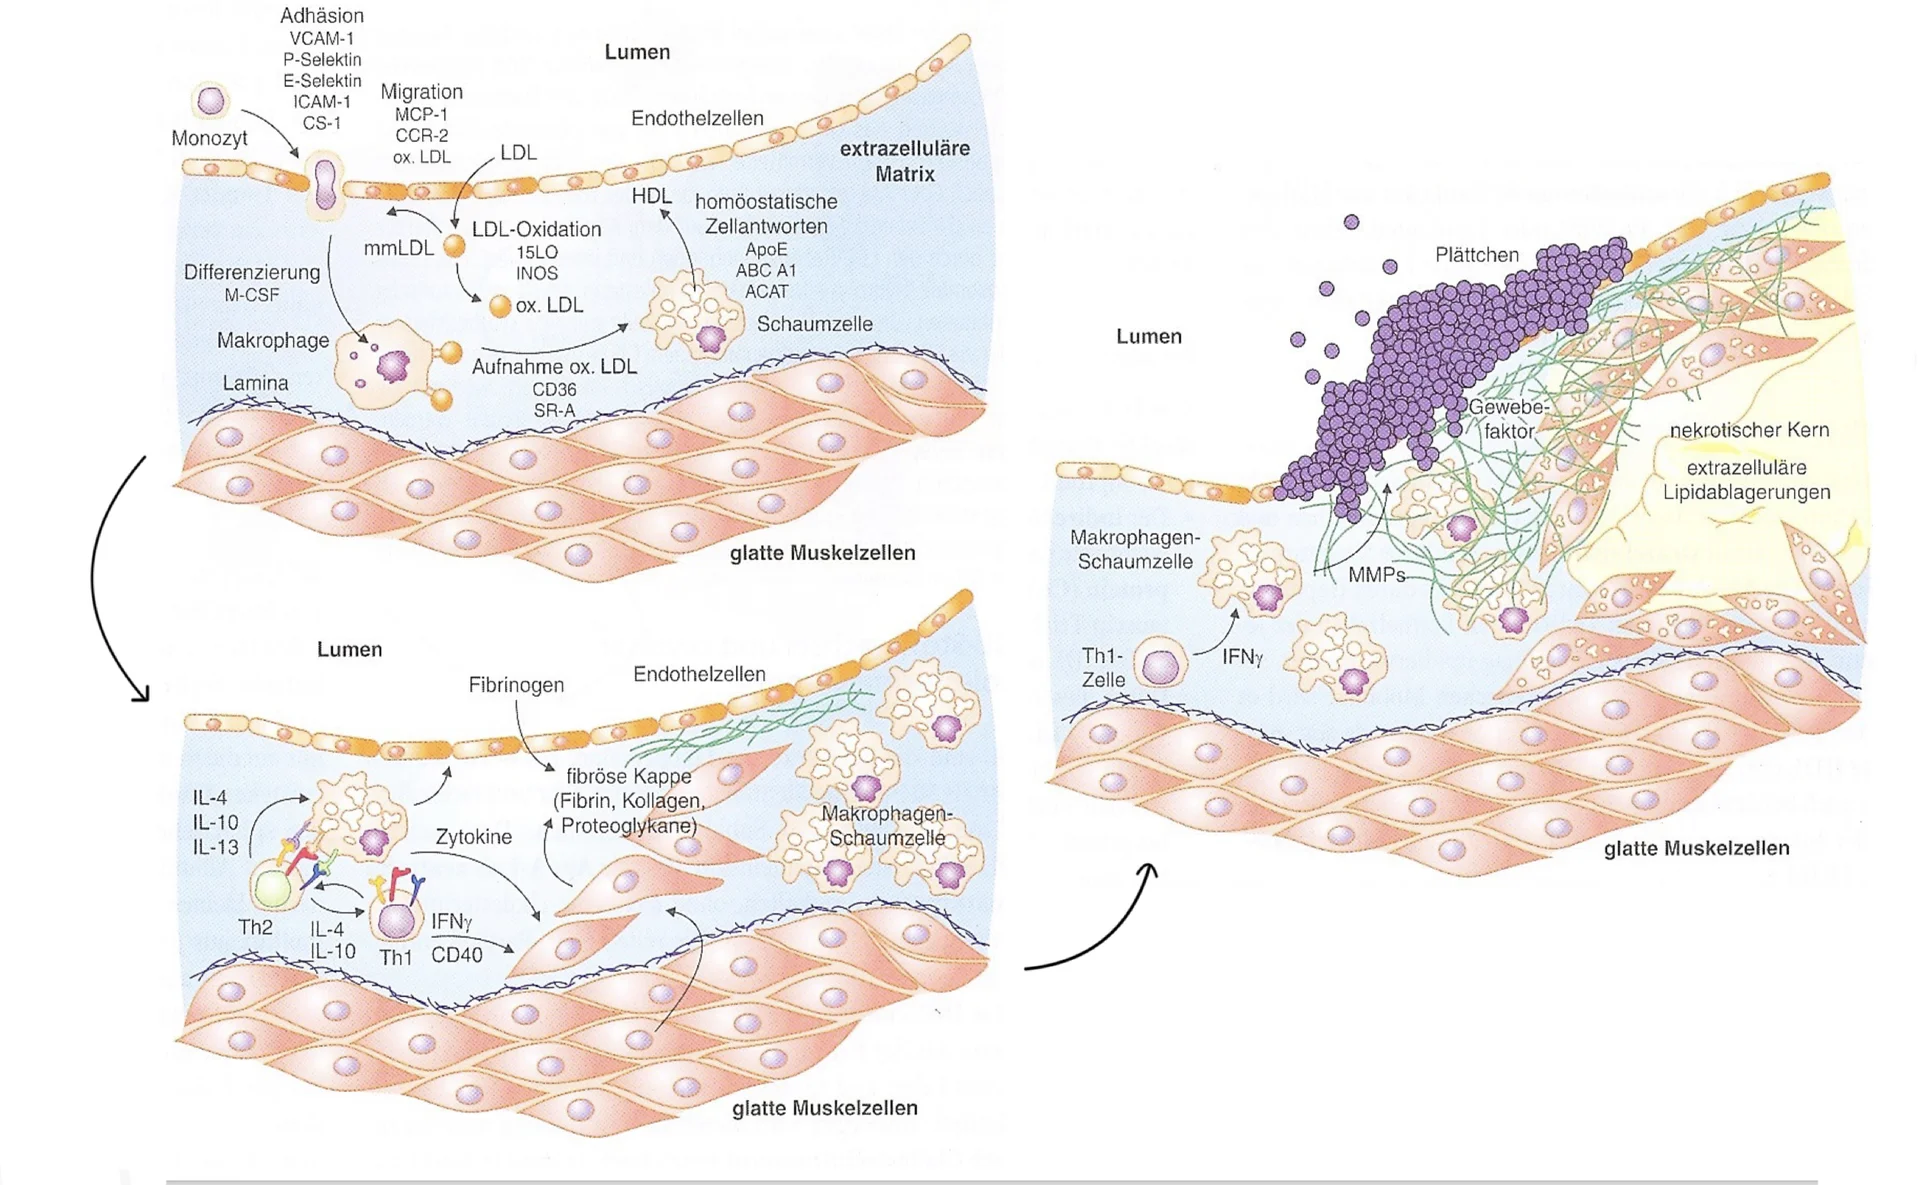 Adhäsion
VCAM-1
P-Selektin
E-Selektin
ICAM-1
CS-1
Lumen
Migration
MCP-1
CCR-2
ox. LDL
Monozyt
Endothelzellen
LDL
extrazelluläre
Matrix
HDL
homöostatische
Zellantworten
ApoE
ABC A1
ACAT
mmLDL
LDL-Oxidation
15LO
INOS
ox. LDL
Differenzierung
M-CSF
Makrophage
Schaumzelle
Aufnahme ox. LDL
CD36
SR-A
Lamina
glatte Muskelzellen
Lumen
Fibrinogen
Endothelzellen
IL-4
IL-10
IL-13
fibröse Kappe
(Fibrin, Kollagen,
Proteoglykane)
Zytokine
Makrophagen-
Schaumzelle
Th2
IL-4
IL-10
Th1
IFNγ
CD40
glatte Muskelzellen
Plättchen
Lumen
Gewebe-
faktor
nekrotischer Kern
extrazelluläre
Lipidablagerungen
Makrophagen-
Schaumzelle
MMPs
Th1-
Zelle
IFNγ
glatte Muskelzellen